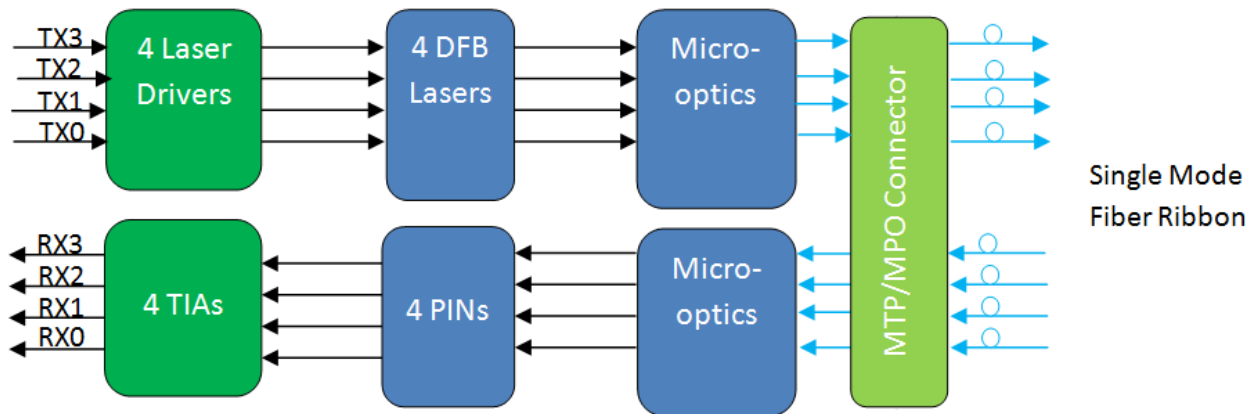 TX3
TX2
TX1
TX0
4 Laser
Drivers
4 DFB
Lasers
Micro-
optics
MTP/MPO Connector
Single Mode
Fiber Ribbon
RX3
RX2
RX1
RX0
4 TIAs
4 PINs
Micro-
optics